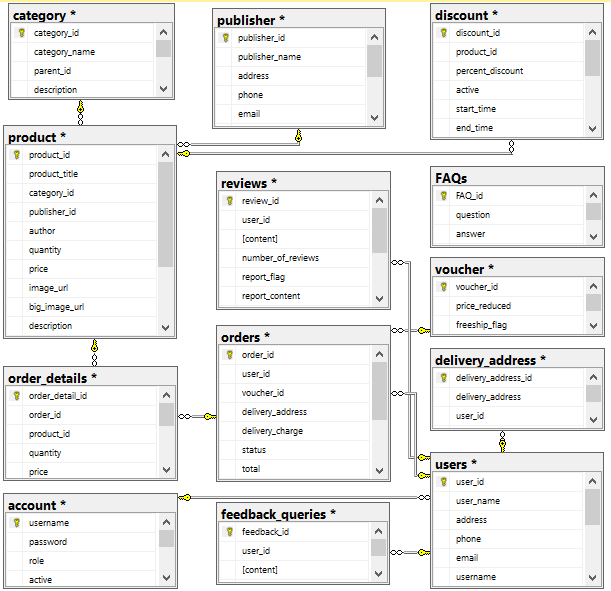 category *
category_id
category_name
parent_id
description
publisher *
publisher_id
publisher_name
address
phone
email
discount *
discount_id
product_id
percent_discount
active
start_time
end_time
product *
product_id
product_title
category_id
publisher_id
author
quantity
price
image_url
big_image_url
description
reviews *
review_id
user_id
[content]
number_of_reviews
report_flag
report_content
FAQs
FAQ_id
question
answer
voucher *
voucher_id
price_reduced
freeship_flag
orders *
order_id
user_id
voucher_id
delivery_address
delivery_charge
status
total
delivery_address *
delivery_address_id
delivery_address
user_id
order_details *
order_detail_id
order_id
product_id
quantity
price
users *
user_id
user_name
address
phone
email
username
account *
username
password
role
active
feedback_queries *
feedback_id
user_id
[content]